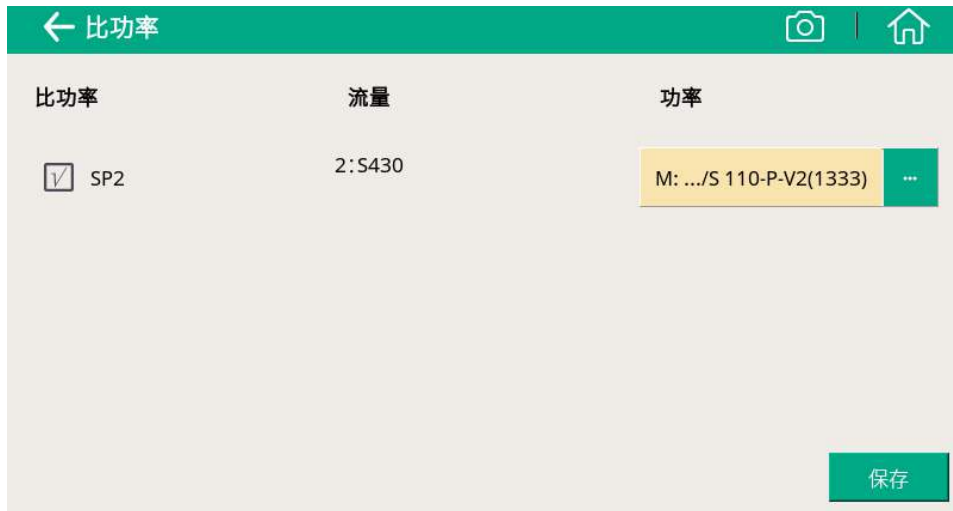 比功率
比功率 流量 功率
SP2 2:S430 M: .../S 110-P-V2(1333) ...
保存